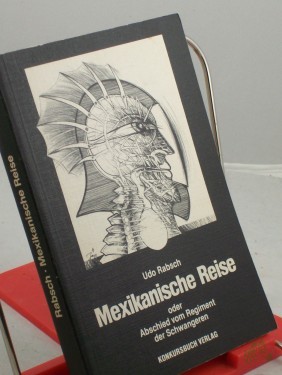 Rabsch · Mexikanische Reise
Udo Rabsch
Mexikanische Reise
oder
Abschied vom Regiment
der Schwangeren
KONKURSBUCH VERLAG